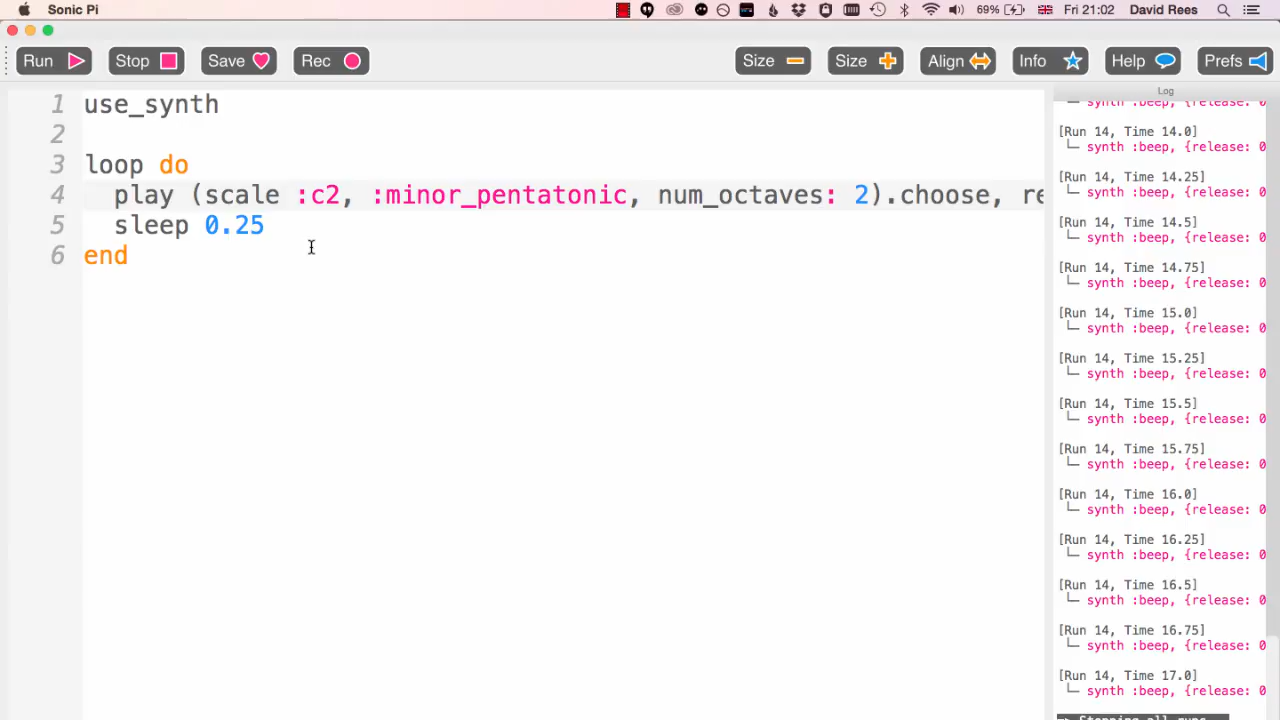 Sonic Pi 69% Fri 21:02 David Rees
Run Stop Save Rec Size Size Align Info Help Prefs
Log
1 use_synth
2
3 loop do
4 play (scale :c2, :minor_pentatonic, num_octaves: 2).choose, re
5 sleep 0.25
6 end
synth :beep, {release: 0
[Run 14, Time 14.0]
synth :beep, {release: 0
[Run 14, Time 14.25]
synth :beep, {release: 0
[Run 14, Time 14.5]
synth :beep, {release: 0
[Run 14, Time 14.75]
synth :beep, {release: 0
[Run 14, Time 15.0]
synth :beep, {release: 0
[Run 14, Time 15.25]
synth :beep, {release: 0
[Run 14, Time 15.5]
synth :beep, {release: 0
[Run 14, Time 15.75]
synth :beep, {release: 0
[Run 14, Time 16.0]
synth :beep, {release: 0
[Run 14, Time 16.25]
synth :beep, {release: 0
[Run 14, Time 16.5]
synth :beep, {release: 0
[Run 14, Time 16.75]
synth :beep, {release: 0
[Run 14, Time 17.0]
synth :beep, {release: 0
=> Stopping all runs...